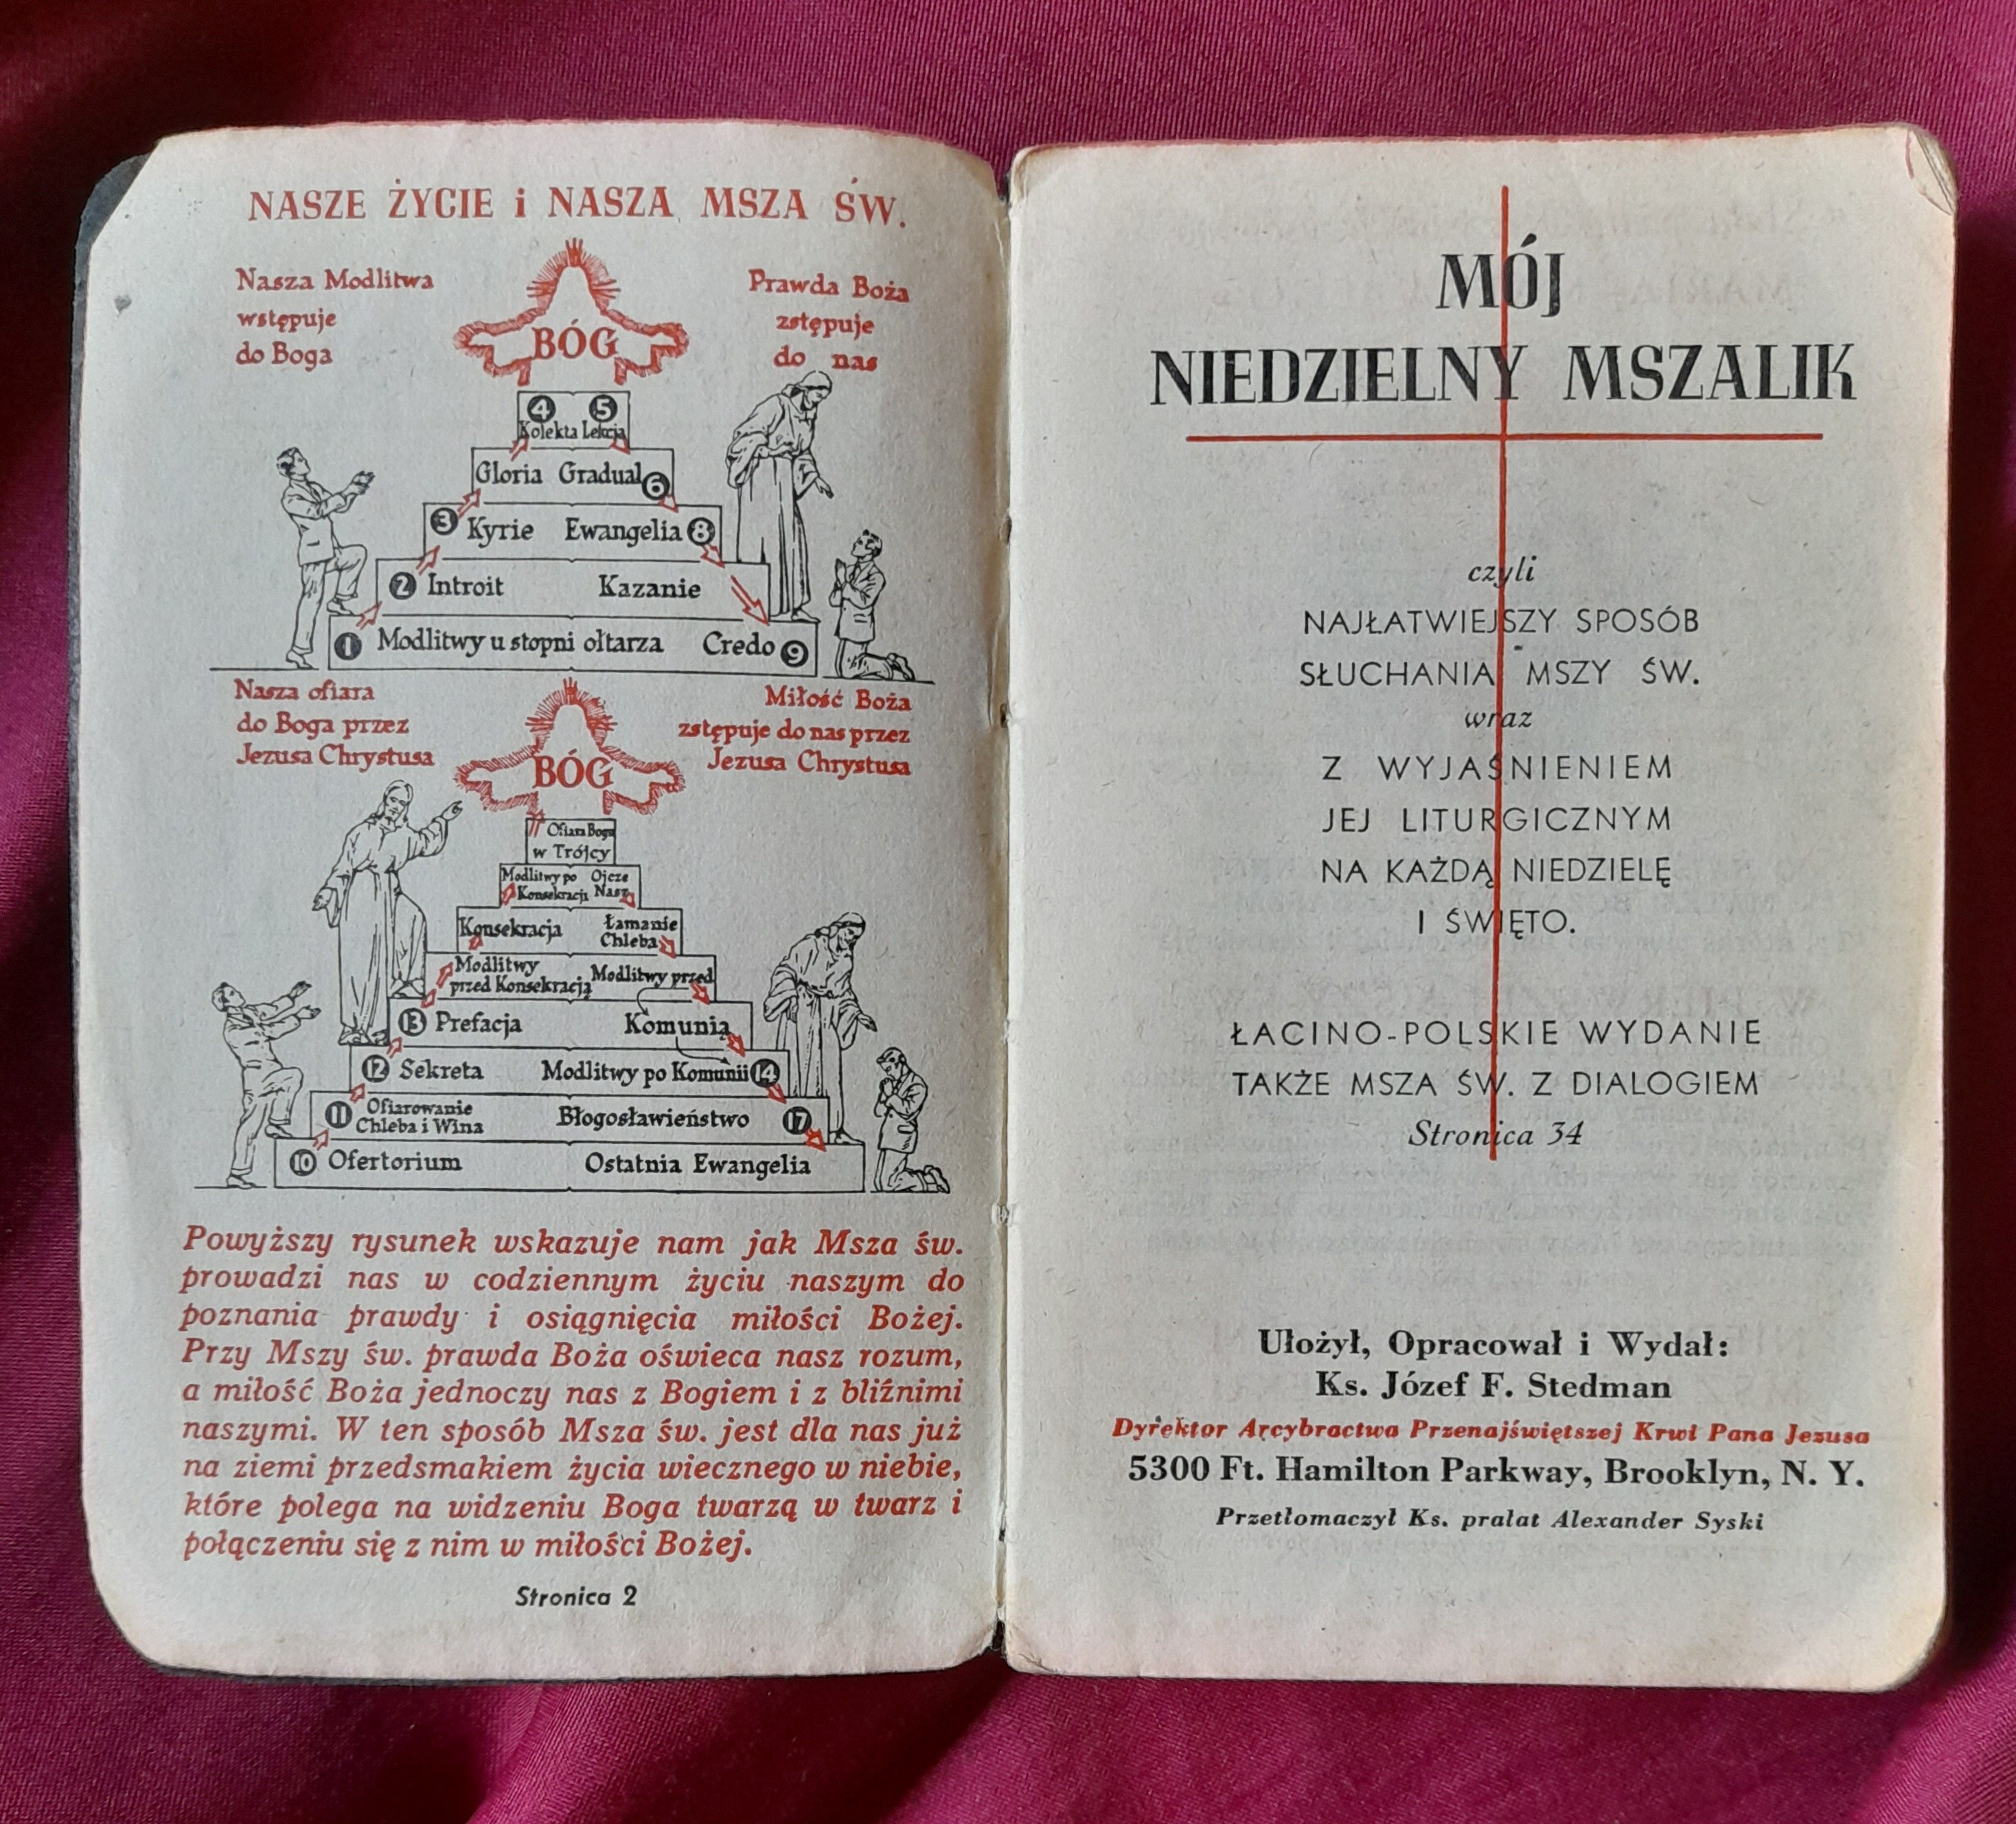 NASZE ŻYCIE i NASZA MSZA ŚW.
Nasza Modlitwa
wstępuje
do Boga
Prawda Boża
zstępuje
do nas
BÓG
4 5
Kolekta Lekcja
Gloria Gradual 6
3 Kyrie Ewangelia 8
2 Introit Kazanie
1 Modlitwy u stopni ołtarza Credo 9
Nasza ofiara
do Boga przez
Jezusa Chrystusa
Miłość Boża
zstępuje do nas przez
Jezusa Chrystusa
BÓG
Ofiara Bogu
w Trójcy
Modlitwy po
Konsekracji
Ojcze
Nasz
Konsekracja
Łamanie
Chleba
Modlitwy
przed Konsekracją
Modlitwy przed
13 Prefacja Komunią
12 Sekreta Modlitwy po Komunii 14
11 Ofiarowanie
Chleba i Wina
Błogosławieństwo 17
10 Ofertorium Ostatnia Ewangelia
Powyższy rysunek wskazuje nam jak Msza św.
prowadzi nas w codziennym życiu naszym do
poznania prawdy i osiągnięcia miłości Bożej.
Przy Mszy św. prawda Boża oświeca nasz rozum,
a miłość Boża jednoczy nas z Bogiem i z bliźnimi
naszymi. W ten sposób Msza św. jest dla nas już
na ziemi przedsmakiem życia wiecznego w niebie,
które polega na widzeniu Boga twarzą w twarz i
połączeniu się z nim w miłości Bożej.
Stronica 2
MÓJ
NIEDZIELNY MSZALIK
czyli
NAJŁATWIEJSZY SPOSÓB
SŁUCHANIA MSZY ŚW.
wraz
Z WYJAŚNIENIEM
JEJ LITURGICZNYM
NA KAŻDĄ NIEDZIELĘ
I ŚWIĘTO.
ŁACINO-POLSKIE WYDANIE
TAKŻE MSZA ŚW. Z DIALOGIEM
Stronica 34
Ułożył, Opracował i Wydał:
Ks. Józef F. Stedman
Dyrektor Arcybractwa Przenajświętszej Krwi Pana Jezusa
5300 Ft. Hamilton Parkway, Brooklyn, N. Y.
Przetłomaczył Ks. prałat Alexander Syski